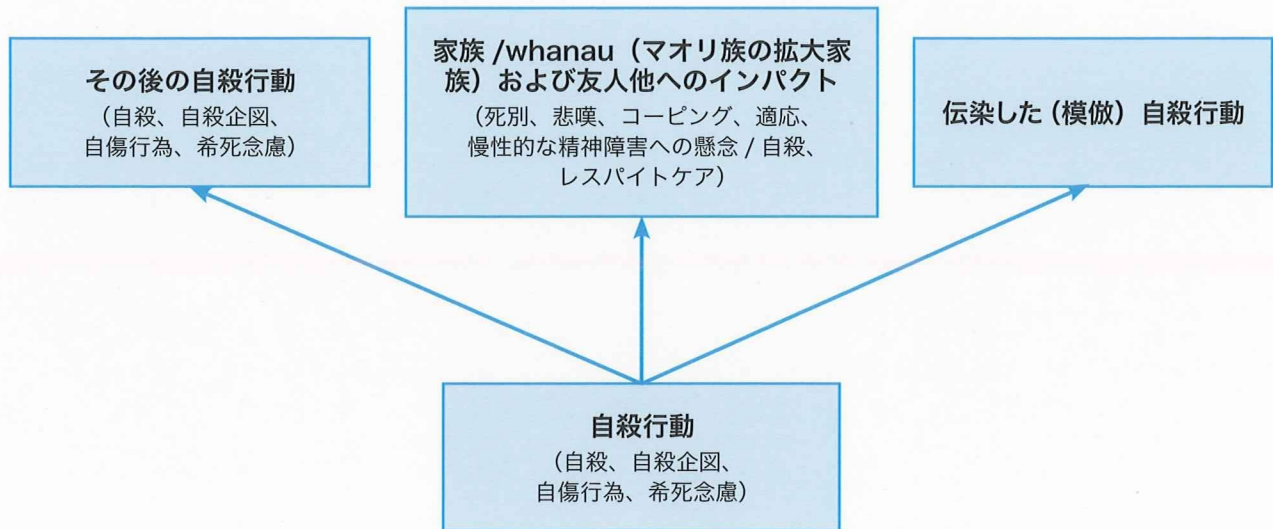 その後の自殺行動
（自殺、自殺企図、
自傷行為、希死念慮）
家族 /whanau（マオリ族の拡大家
族）および友人他へのインパクト
（死別、悲嘆、コーピング、適応、
慢性的な精神障害への懸念 / 自殺、
レスパイトケア）
伝染した（模倣）自殺行動
自殺行動
（自殺、自殺企図、
自傷行為、希死念慮）